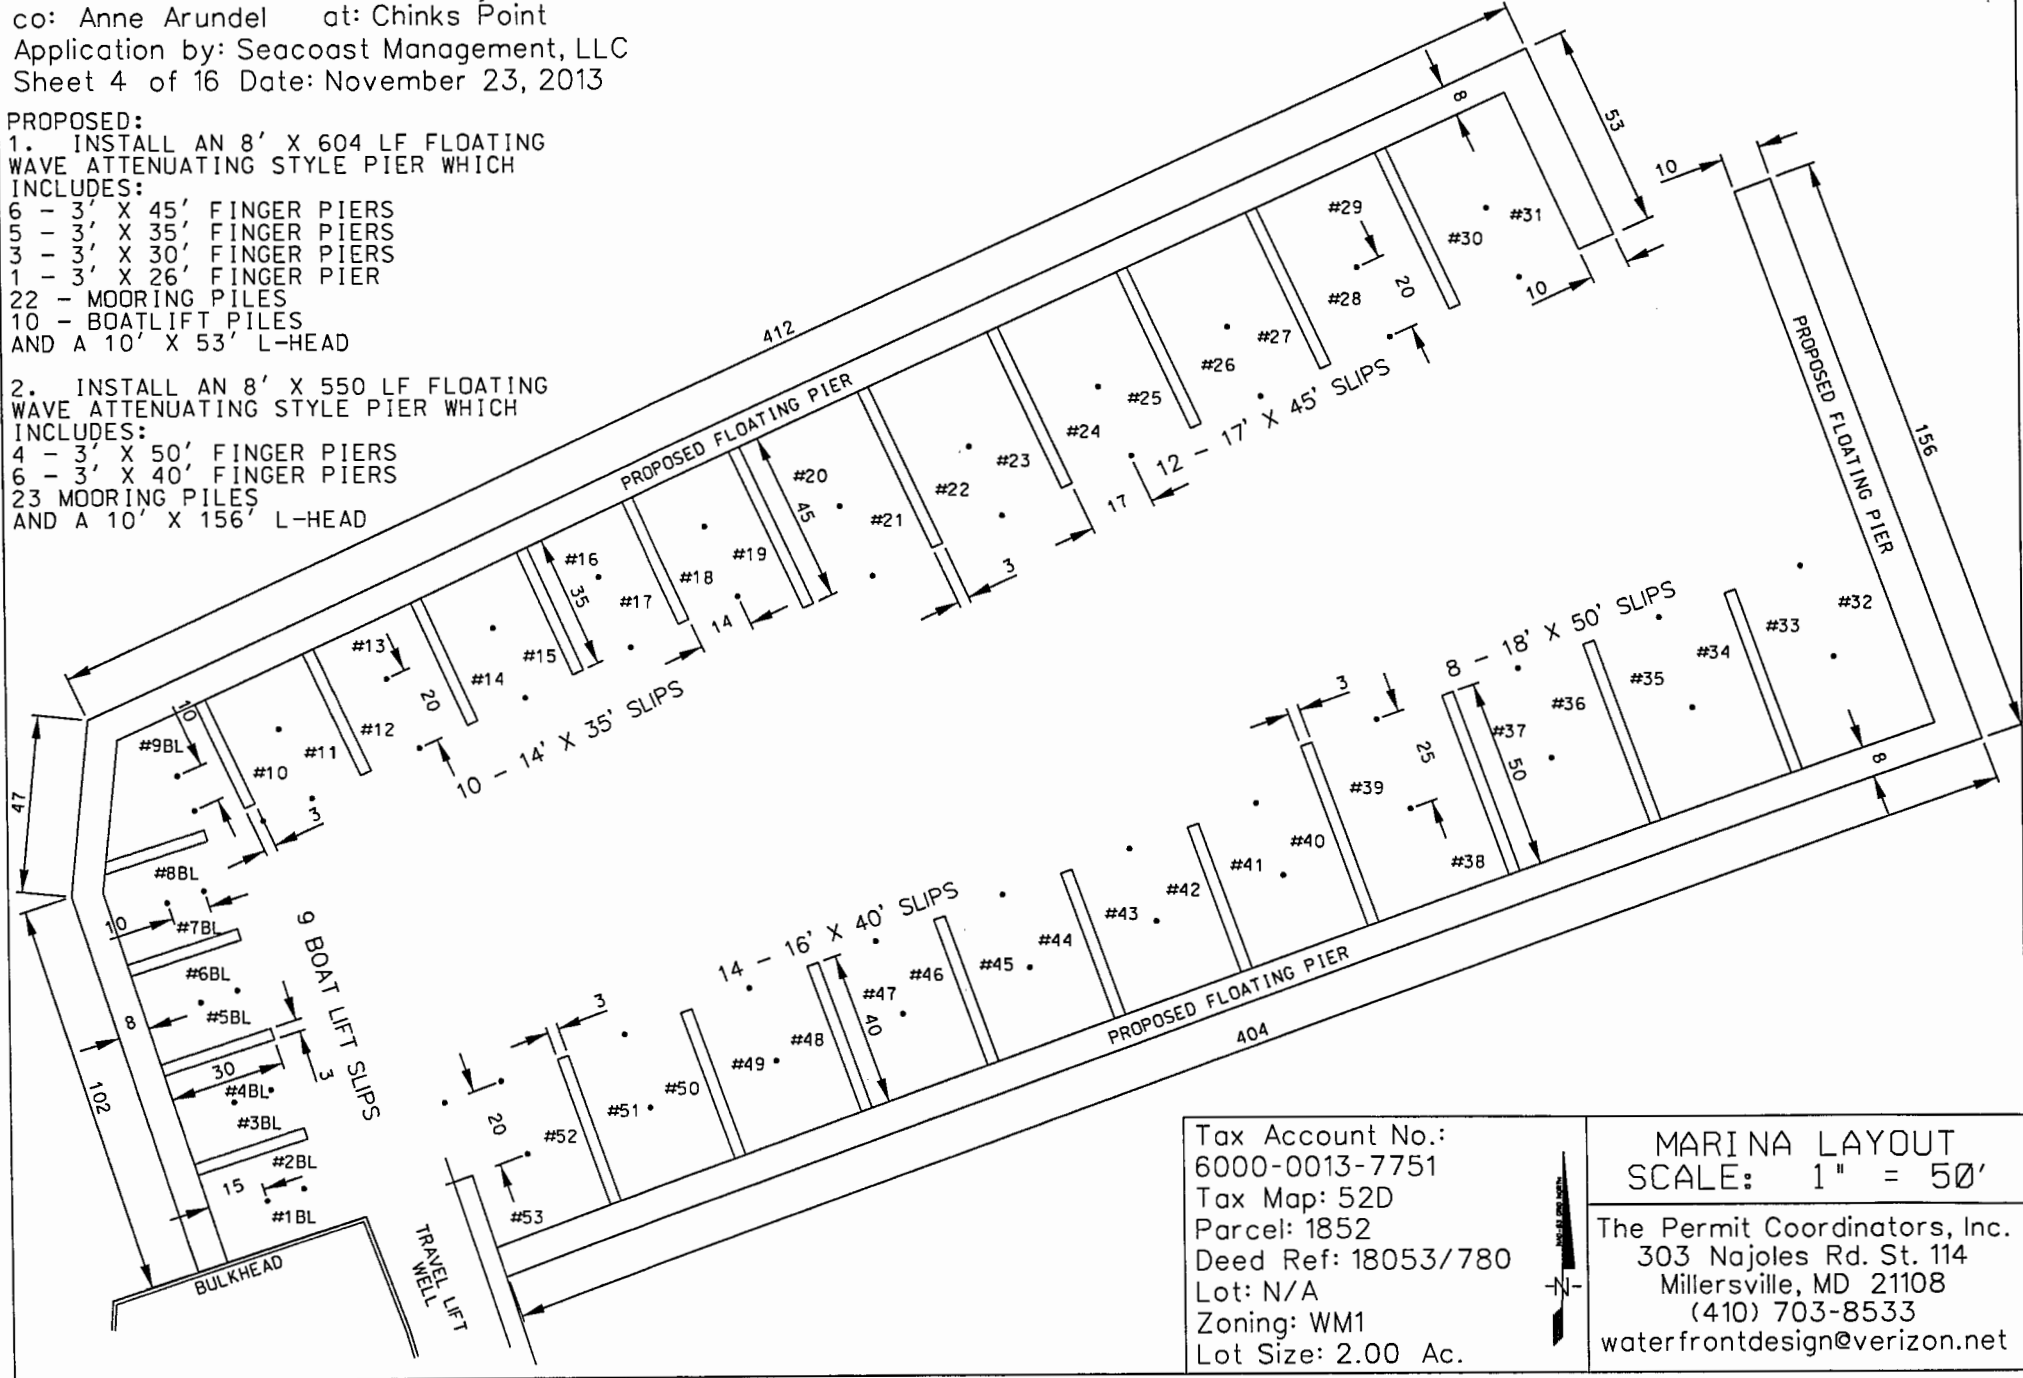 co: Anne Arundel at: Chinks Point
Application by: Seacoast Management, LLC
Sheet 4 of 16 Date: November 23, 2013
PROPOSED:
1. INSTALL AN 8' X 604 LF FLOATING
WAVE ATTENUATING STYLE PIER WHICH
INCLUDES:
6 - 3' X 45' FINGER PIERS
5 - 3' X 35' FINGER PIERS
3 - 3' X 30' FINGER PIERS
1 - 3' X 26' FINGER PIER
22 - MOORING PILES
10 - BOATLIFT PILES
AND A 10' X 53' L-HEAD
2. INSTALL AN 8' X 550 LF FLOATING
WAVE ATTENUATING STYLE PIER WHICH
INCLUDES:
4 - 3' X 50' FINGER PIERS
6 - 3' X 40' FINGER PIERS
23 MOORING PILES
AND A 10' X 156' L-HEAD
412
8
53
10
10
156
PROPOSED FLOATING PIER
PROPOSED FLOATING PIER
#31
#30
#29
#28
20
#27
#26
#25
#24
#23
#22
#21
#20
45
12 - 17' X 45' SLIPS
17
3
#19
#18
14
#17
#16
35
#15
#14
#13
20
#12
#11
#10
10 - 14' X 35' SLIPS
3
10
#9BL
47
#8BL
10
#7BL
#6BL
#5BL
8
3
30
#4BL
#3BL
#2BL
15
#1BL
102
9 BOAT LIFT SLIPS
BULKHEAD
TRAVEL LIFT
WELL
#32
#33
#34
#35
#36
#37
50
8
8 - 18' X 50' SLIPS
25
3
#38
#39
#40
#41
#42
#43
#44
#45
#46
#47
40
14 - 16' X 40' SLIPS
#48
#49
#50
#51
3
20
#52
#53
PROPOSED FLOATING PIER
404
Tax Account No.:
6000-0013-7751
Tax Map: 52D
Parcel: 1852
Deed Ref: 18053/780
Lot: N/A
Zoning: WM1
Lot Size: 2.00 Ac.
N
MARINA LAYOUT
SCALE: 1" = 50'
The Permit Coordinators, Inc.
303 Najoles Rd. St. 114
Millersville, MD 21108
(410) 703-8533
waterfrontdesign@verizon.net